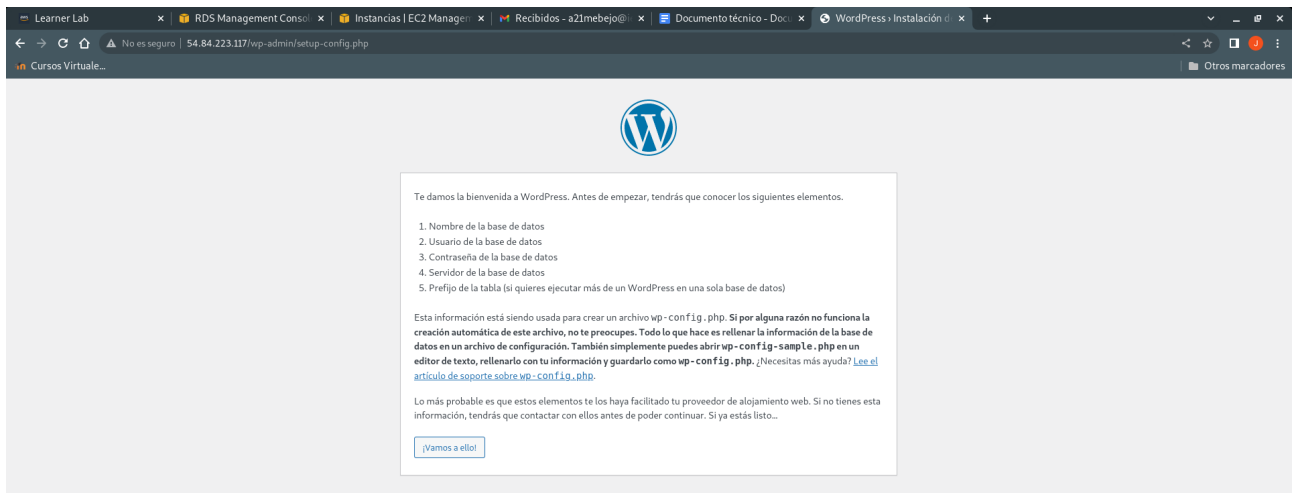 Learner Lab
RDS Management Consol
Instancias | EC2 Managem
Recibidos - a21mebejo@
Documento técnico - Docu
WordPress › Instalación d
No es seguro
54.84.223.117/wp-admin/setup-config.php
Cursos Virtuale...
Otros marcadores
Te damos la bienvenida a WordPress. Antes de empezar, tendrás que conocer los siguientes elementos.
1. Nombre de la base de datos
2. Usuario de la base de datos
3. Contraseña de la base de datos
4. Servidor de la base de datos
5. Prefijo de la tabla (si quieres ejecutar más de un WordPress en una sola base de datos)
Esta información está siendo usada para crear un archivo wp-config.php. Si por alguna razón no funciona la
creación automática de este archivo, no te preocupes. Todo lo que hace es rellenar la información de la base de
datos en un archivo de configuración. También simplemente puedes abrir wp-config-sample.php en un
editor de texto, rellenarlo con tu información y guardarlo como wp-config.php. ¿Necesitas más ayuda? Lee el
artículo de soporte sobre wp-config.php.
Lo más probable es que estos elementos te los haya facilitado tu proveedor de alojamiento web. Si no tienes esta
información, tendrás que contactar con ellos antes de poder continuar. Si ya estás listo...
¡Vamos a ello!